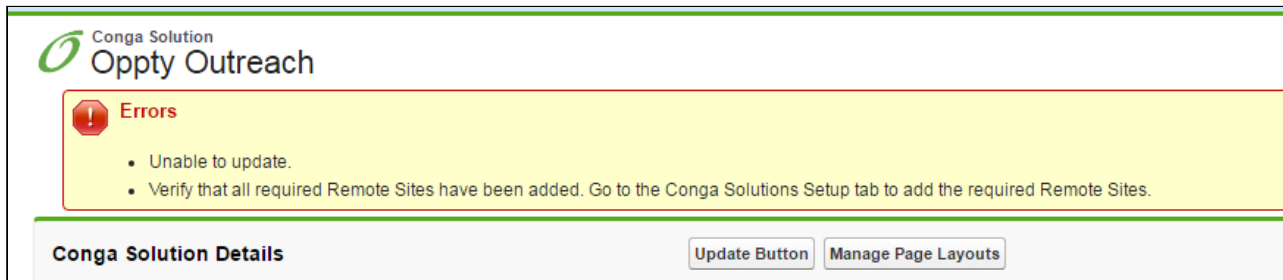 Conga Solution
Oppty Outreach
Errors
• Unable to update.
• Verify that all required Remote Sites have been added. Go to the Conga Solutions Setup tab to add the required Remote Sites.
Conga Solution Details Update Button Manage Page Layouts